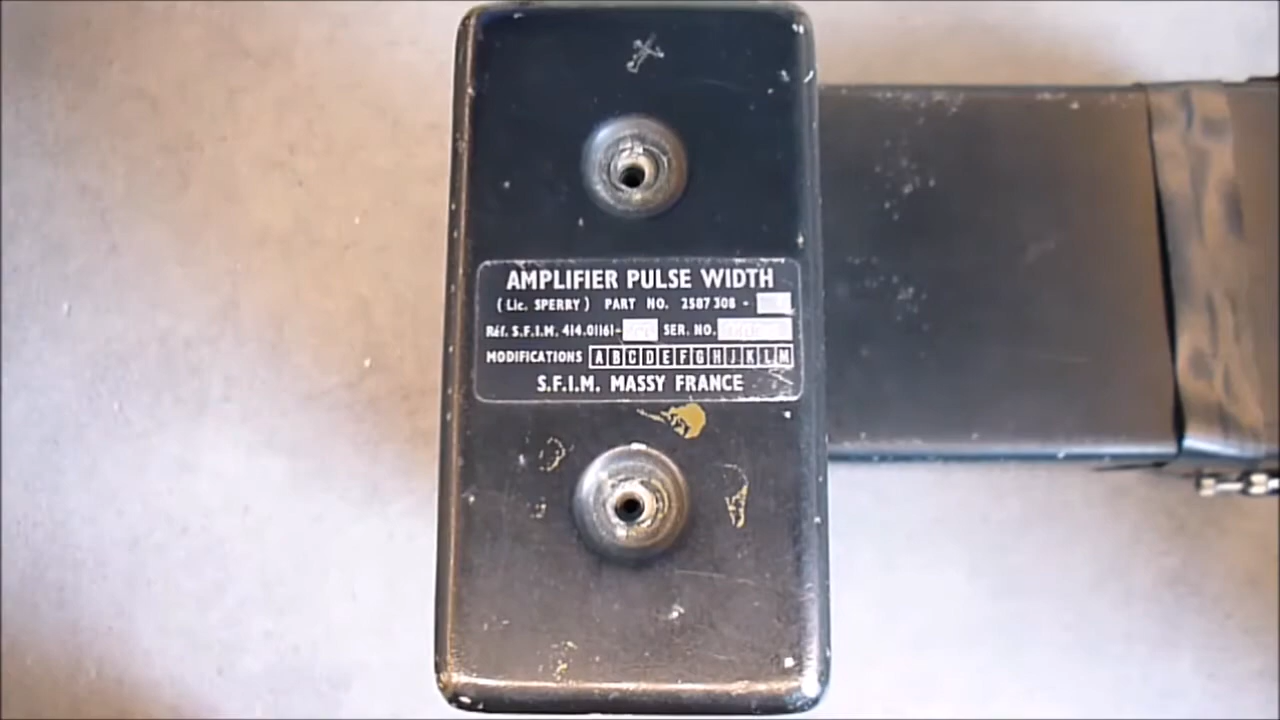 AMPLIFIER PULSE WIDTH
(Lic. SPERRY) PART NO. 2587308 -
Réf. S.F.I.M. 414.01161- SER. NO.
MODIFICATIONS A B C D E F G H J K L M
S.F.I.M. MASSY FRANCE